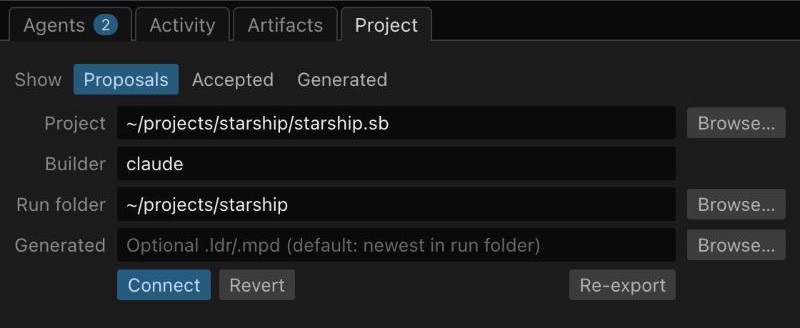 Agents 2 Activity Artifacts Project
Show Proposals Accepted Generated
Project ~/projects/starship/starship.sb Browse...
Builder claude
Run folder ~/projects/starship Browse...
Generated Optional .ldr/.mpd (default: newest in run folder) Browse...
Connect Revert Re-export